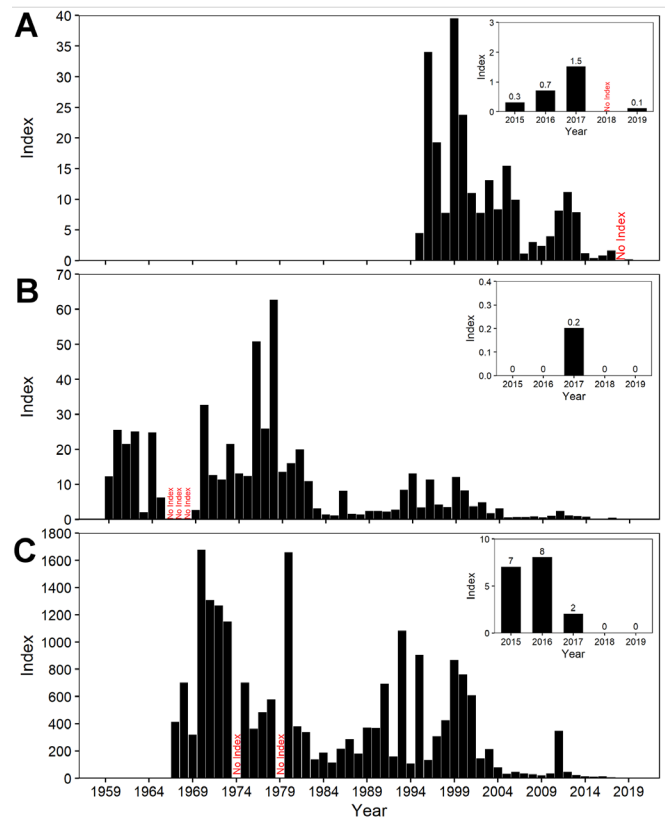 A
40
35
30
25
20
15
10
5
0
Index
No Index
3
2
1
0
Index
0.3
0.7
1.5
No Index
0.1
2015 2016 2017 2018 2019
Year
B
70
60
50
40
30
20
10
0
Index
No Index
No Index
No Index
0.4
0.3
0.2
0.1
0.0
Index
0 0 0.2 0 0
2015 2016 2017 2018 2019
Year
C
1800
1600
1400
1200
1000
800
600
400
200
0
Index
No Index
No Index
10
5
0
Index
7 8 2 0 0
2015 2016 2017 2018 2019
Year
1959 1964 1969 1974 1979 1984 1989 1994 1999 2004 2009 2014 2019
Year